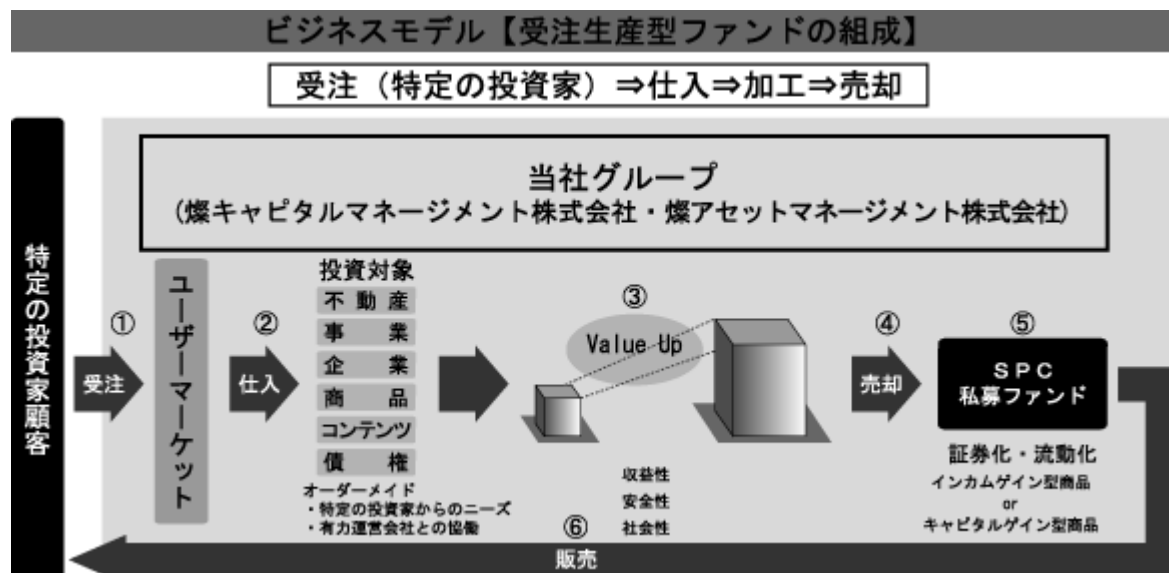 ビジネスモデル【受注生産型ファンドの組成】
受注（特定の投資家）⇒仕入⇒加工⇒売却
当社グループ
（燦キャピタルマネージメント株式会社・燦アセットマネージメント株式会社）
特定の投資家顧客
①
受注
ユーザーマーケット
②
仕入
投資対象
不動産
事業
企業
商品
コンテンツ
債権
オーダーメイド
・特定の投資家からのニーズ
・有力運営会社との協働
③
Value Up
収益性
安全性
社会性
④
売却
⑤
ＳＰＣ
私募ファンド
証券化・流動化
インカムゲイン型商品
or
キャピタルゲイン型商品
⑥
販売